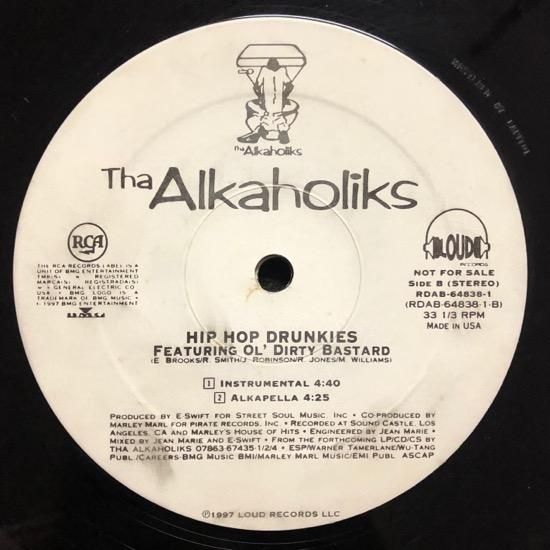 Tha Alkaholiks
Tha Alkaholiks
RCA
THE RCA RECORDS LABEL IS A
UNIT OF BMG ENTERTAINMENT
TMK(S) ® REGISTERED
MARCA(S) REGISTRADA(S)
® GENERAL ELECTRIC CO.
USA • BMG LOGO IS A
TRADEMARK OF BMG MUSIC •
℗ 1997 BMG ENTERTAINMENT
BMG
LOUD
RECORDS
NOT FOR SALE
SIDE B (STEREO)
RDAB-64838-1
(RDAB-64838-1-B)
33 1/3 RPM
MADE IN USA
HIP HOP DRUNKIES
FEATURING OL' DIRTY BASTARD
(E BROOKS/R. SMITH/J. ROBINSON/R. JONES/M. WILLIAMS)
1 INSTRUMENTAL 4:40
2 ALKAPELLA 4:25
PRODUCED BY E-SWIFT FOR STREET SOUL MUSIC, INC • CO-PRODUCED BY
MARLEY MARL FOR PIRATE RECORDS, INC. • RECORDED AT SOUND CASTLE, LOS
ANGELES, CA AND MARLEY'S HOUSE OF HITS • ENGINEERED BY JEAN MARIE •
MIXED BY JEAN MARIE AND E-SWIFT • FROM THE FORTHCOMING LP/CD/CS BY
THA ALKAHOLIKS 07863-67435-1/2/4 • ESP/WARNER TAMERLANE/WU-TANG
PUBL./CAREERS-BMG MUSIC BMI/MARLEY MARL MUSIC/EMI PUBL ASCAP
℗1997 LOUD RECORDS LLC